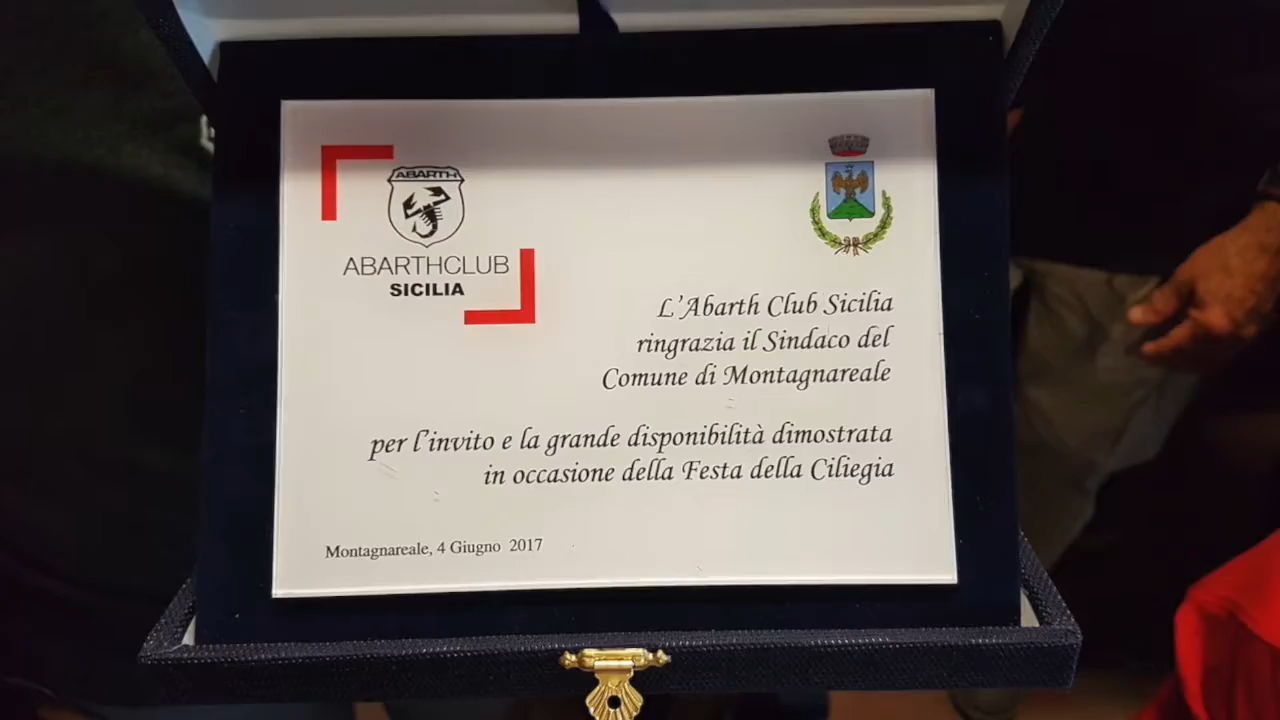 ABARTH
ABARTHCLUB
SICILIA
L'Abarth Club Sicilia
ringrazia il Sindaco del
Comune di Montagnareale
per l'invito e la grande disponibilità dimostrata
in occasione della Festa della Ciliegia
Montagnareale, 4 Giugno 2017